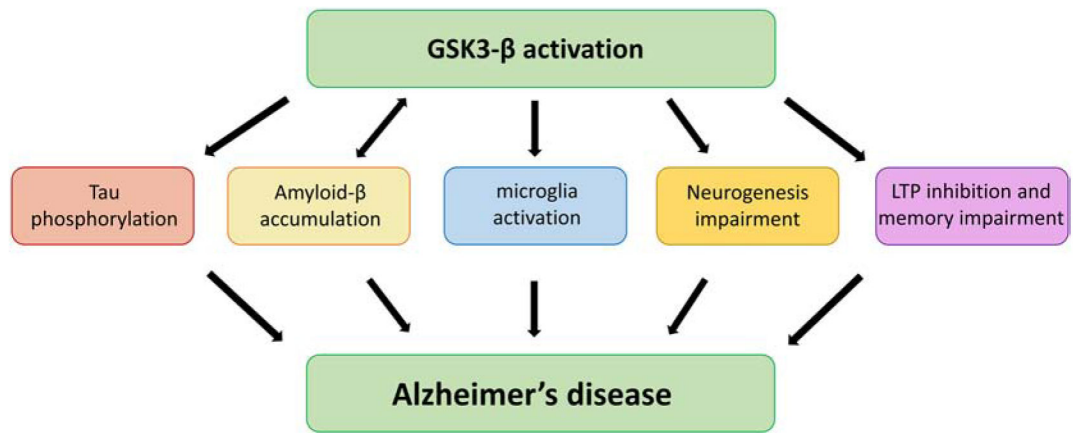 GSK3-β activation
Tau
phosphorylation
Amyloid-β
accumulation
microglia
activation
Neurogenesis
impairment
LTP inhibition and
memory impairment
Alzheimer’s disease